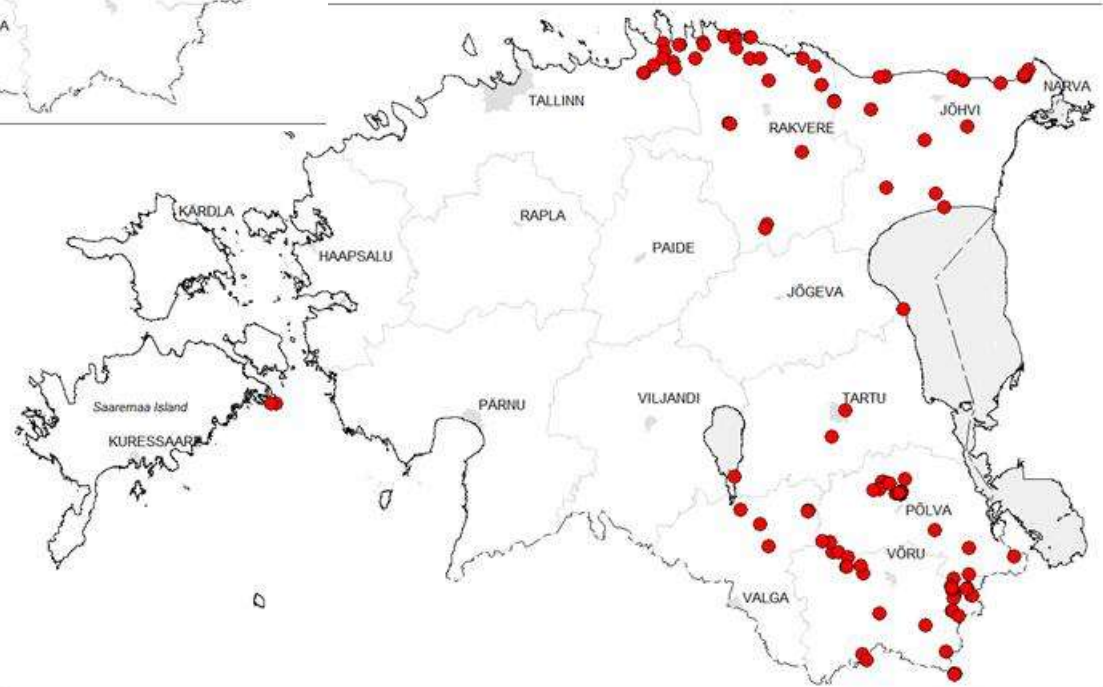 A
TALLINN
NARVA
JÕHVI
RAKVERE
KÄRDLA
RAPLA
HAAPSALU
PAIDE
JÕGEVA
Saaremaa Island
PÄRNU
VILJANDI
TARTU
KURESSAARE
PÕLVA
VÕRU
VALGA